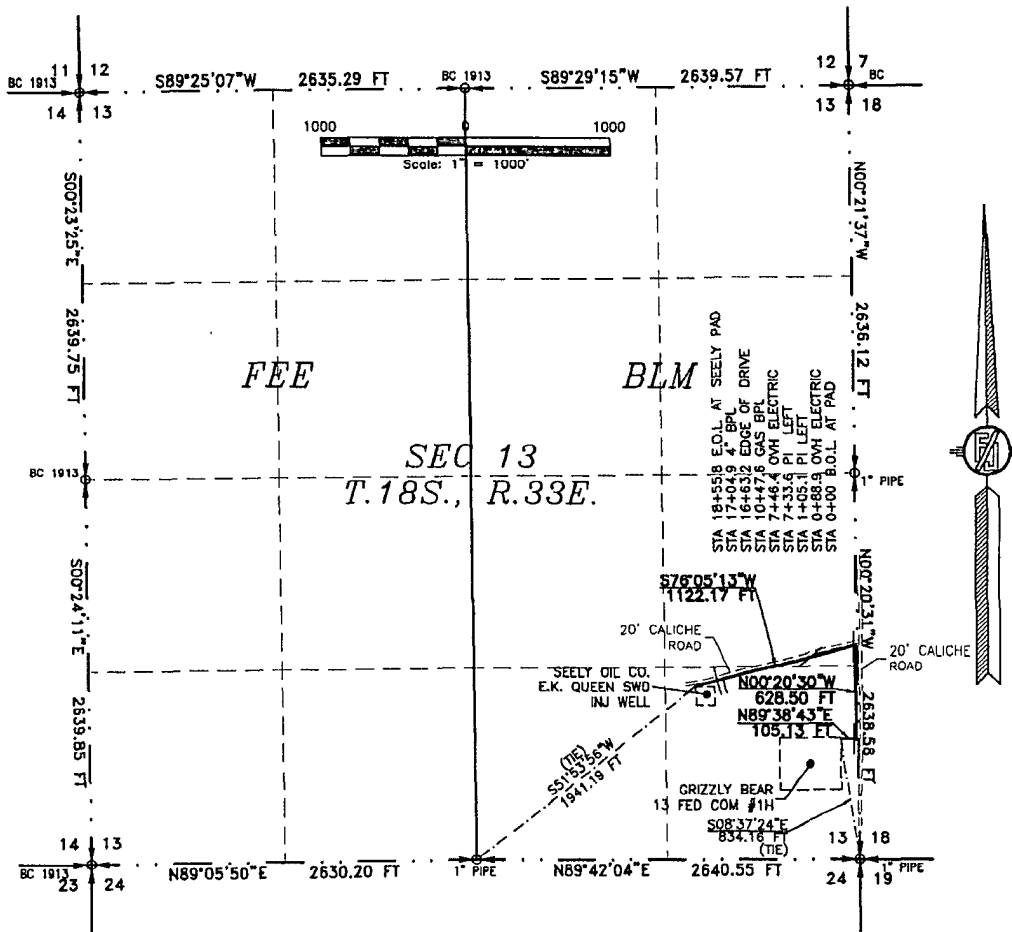 11 12
BC 1913
14 13
S89°25'07"W 2635.29 FT
BC 1913
S89°29'15"W 2639.57 FT
12 7
BC
13 18
1000 0 1000
Scale: 1" = 1000'
S00°23'25"E 2639.75 FT
N00°21'37"W 2636.12 FT
FEE
BLM
SEC 13
T.18S., R.33E.
BC 1913
1" PIPE
STA 18+55.8 E.O.L. AT SEELY PAD
STA 17+04.9 4" BPL
STA 16+63.2 EDGE OF DRIVE
STA 10+47.6 GAS BPL
STA 7+46.4 OVH ELECTRIC
STA 7+33.6 PI LEFT
STA 1+05.1 PI LEFT
STA 0+88.9 OVH ELECTRIC
STA 0+00 B.O.L. AT PAD
S00°24'11"E 2639.85 FT
N00°20'31"W 2638.58 FT
S76°05'13"W
1122.17 FT
20' CALICHE
ROAD
20' CALICHE
ROAD
SEELY OIL CO.
E.K. QUEEN SWD
INJ WELL
N00°20'30"W
628.50 FT
N89°38'43"E
105.13 FT
(TIE)
S51°53'56"W
1941.19 FT
GRIZZLY BEAR
13 FED COM #1H
S08°37'24"E
834.16 FT
(TIE)
14 13
BC 1913
23 24
N89°05'50"E 2630.20 FT
1" PIPE
N89°42'04"E 2640.55 FT
13 18
1" PIPE
24 19